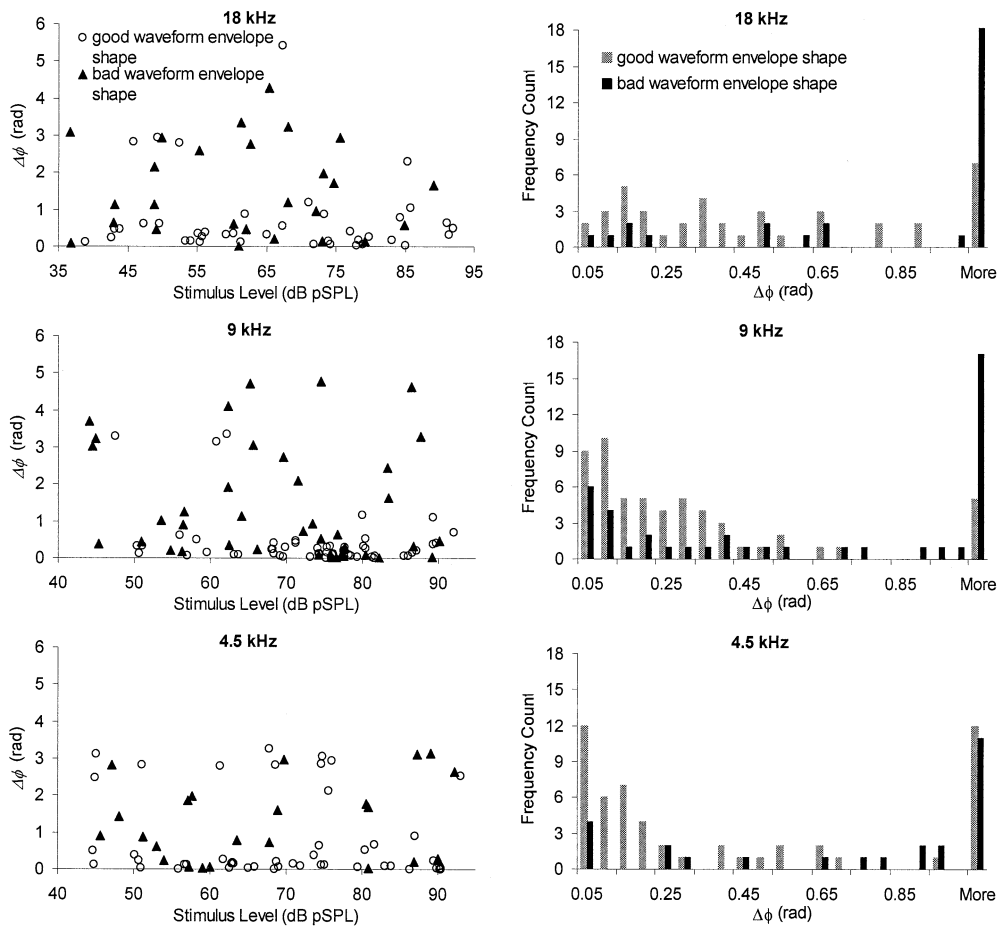 18 kHz
6
5
4
3
2
1
0
Δϕ (rad)
good waveform envelope
shape
bad waveform envelope
shape
35 45 55 65 75 85 95
Stimulus Level (dB pSPL)
18 kHz
18
15
12
9
6
3
0
Frequency Count
good waveform envelope shape
bad waveform envelope shape
0.05 0.25 0.45 0.65 0.85 More
Δϕ (rad)
9 kHz
6
5
4
3
2
1
0
Δϕ (rad)
40 50 60 70 80 90
Stimulus Level (dB pSPL)
9 kHz
18
15
12
9
6
3
0
Frequency Count
0.05 0.25 0.45 0.65 0.85 More
Δϕ (rad)
4.5 kHz
6
5
4
3
2
1
0
Δϕ (rad)
40 50 60 70 80 90
Stimulus Level (dB pSPL)
4.5 kHz
18
15
12
9
6
3
0
Frequency Count
0.05 0.25 0.45 0.65 0.85 More
Δϕ (rad)